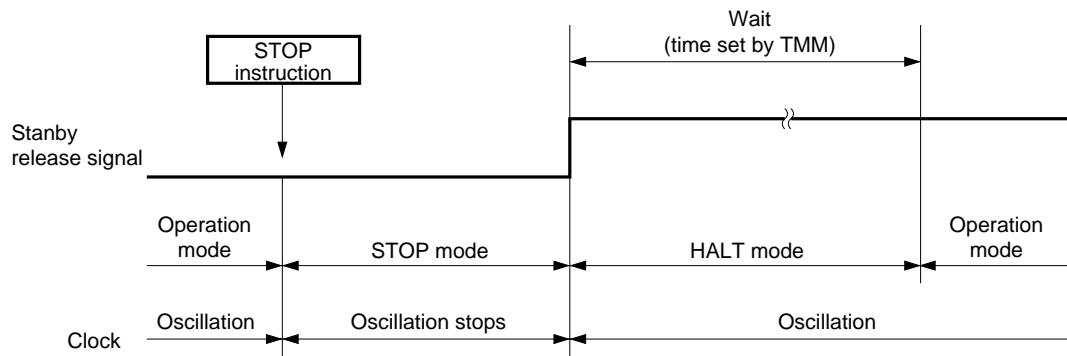 Wait
(time set by TMM)
STOP
instruction
Stanby
release signal
Operation
mode
STOP mode
HALT mode
Operation
mode
Clock
Oscillation
Oscillation stops
Oscillation